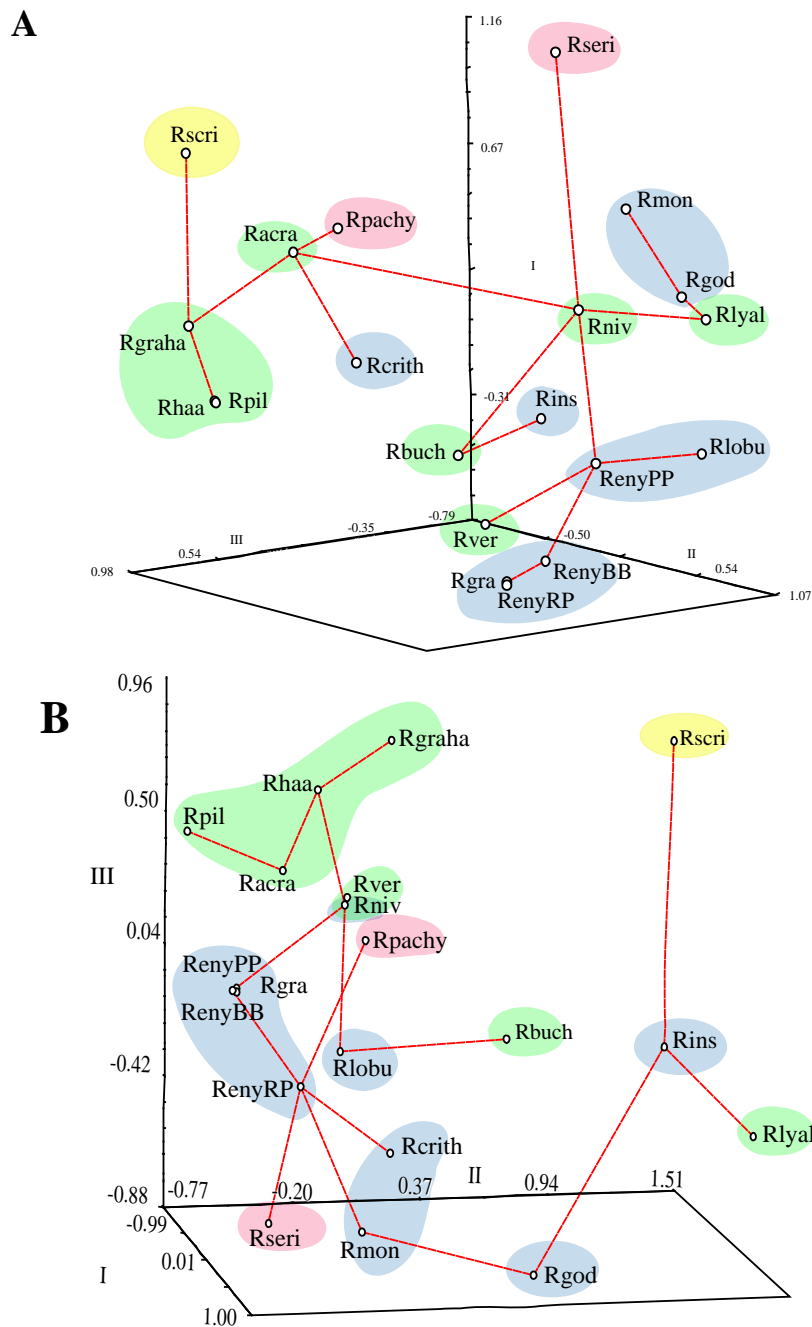 A
1.16
Rseri
0.67
Rscri
Rmon
Rpachy
Racra
I
Rgod
Rniv
Rlyal
Rgraha
Rcrith
-0.31
Rins
Rhaa
Rpil
Rbuch
Rlobu
RenyPP
-0.79
-0.35
Rver
-0.50
III
0.54
II
0.98
RenyBB
0.54
Rgra
RenyRP
1.07
0.96
B
Rgraha
Rscri
Rhaa
0.50
Rpil
III
Racra
Rver
Rniv
0.04
Rpachy
RenyPP
Rgra
RenyBB
Rbuch
Rins
-0.42
Rlobu
RenyRP
Rlyal
Rcrith
II
1.51
0.94
0.37
-0.20
-0.77
-0.88
-0.99
Rseri
Rmon
0.01
Rgod
I
1.00